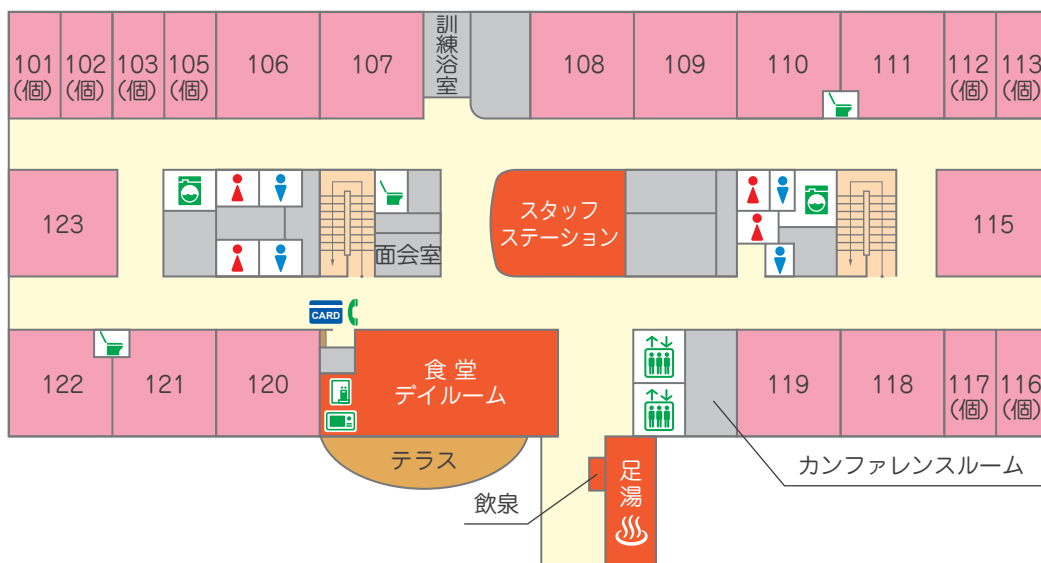 101
(個)
102
(個)
103
(個)
105
(個)
106
107
訓練浴室
108
109
110
111
112
(個)
113
(個)
123
面会室
スタッフ
ステーション
115
CARD
122
121
120
食堂
デイルーム
119
118
117
(個)
116
(個)
テラス
飲泉
足湯
カンファレンスルーム